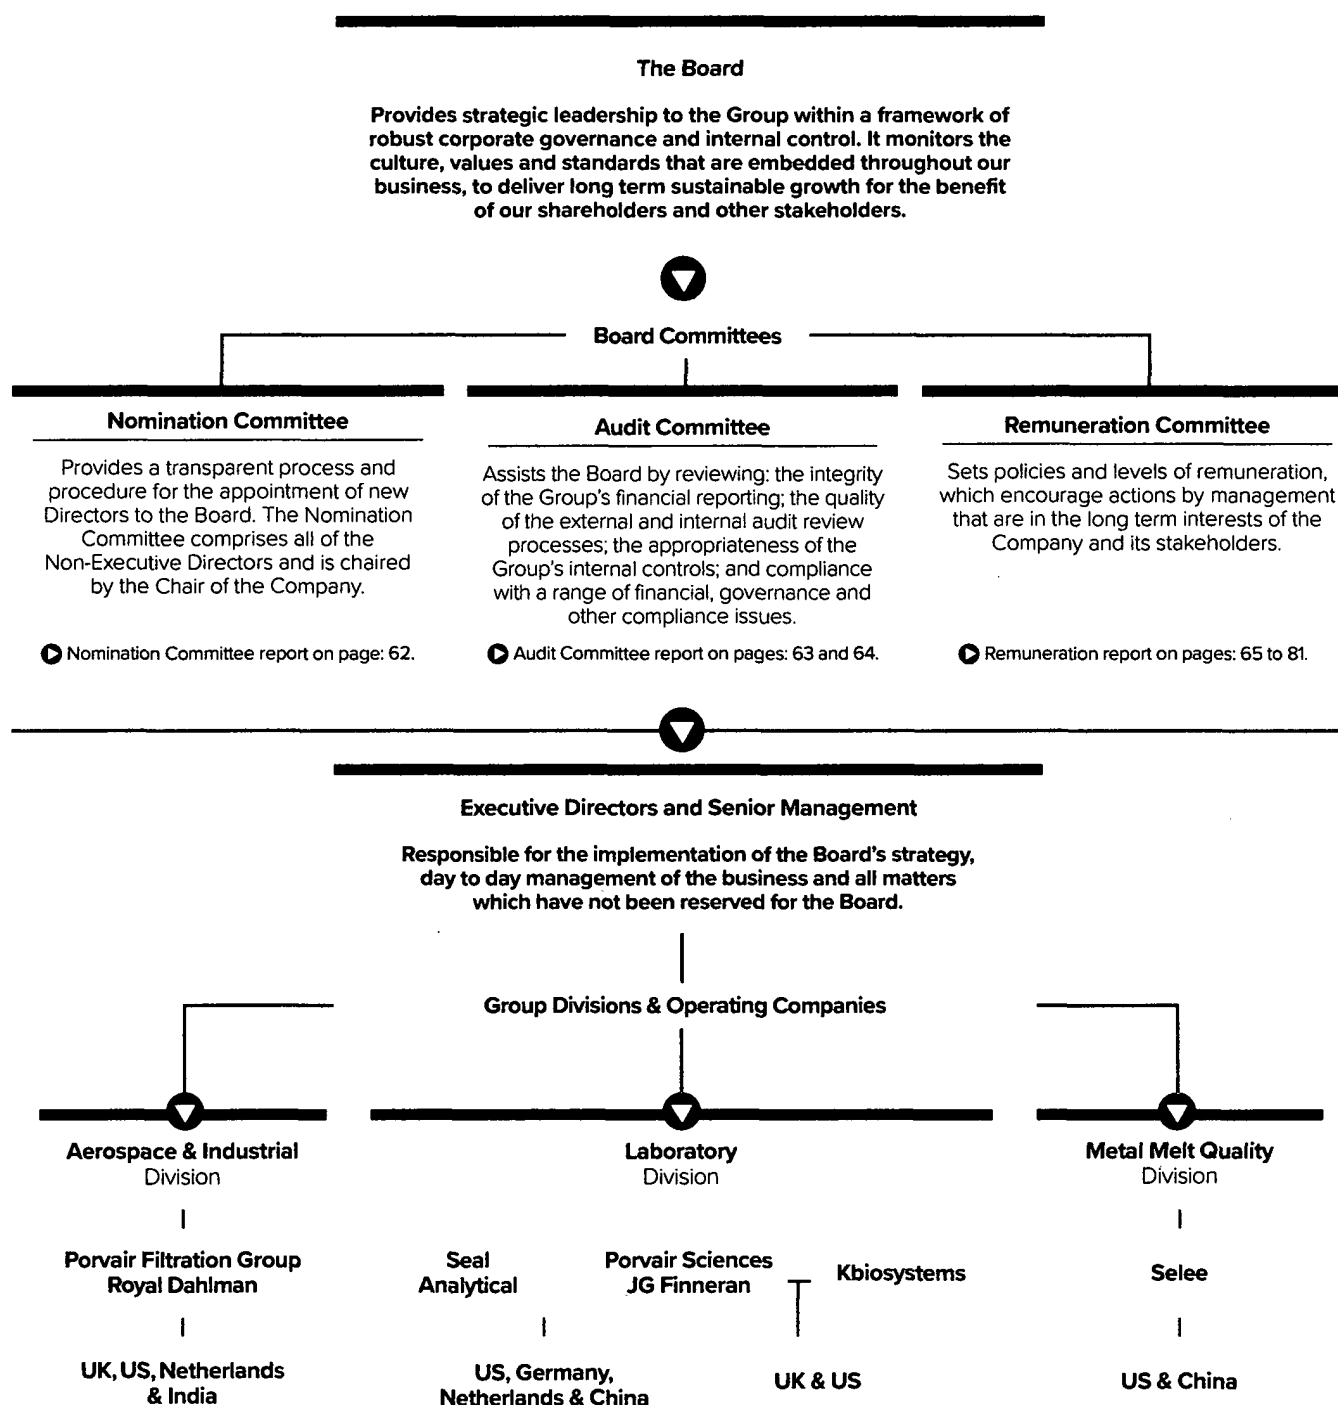 The Board
Provides strategic leadership to the Group within a framework of
robust corporate governance and internal control. It monitors the
culture, values and standards that are embedded throughout our
business, to deliver long term sustainable growth for the benefit
of our shareholders and other stakeholders.
Board Committees
Nomination Committee
Provides a transparent process and
procedure for the appointment of new
Directors to the Board. The Nomination
Committee comprises all of the
Non-Executive Directors and is chaired
by the Chair of the Company.
Nomination Committee report on page: 62.
Audit Committee
Assists the Board by reviewing: the integrity
of the Group's financial reporting; the quality
of the external and internal audit review
processes; the appropriateness of the
Group's internal controls; and compliance
with a range of financial, governance and
other compliance issues.
Audit Committee report on pages: 63 and 64.
Remuneration Committee
Sets policies and levels of remuneration,
which encourage actions by management
that are in the long term interests of the
Company and its stakeholders.
Remuneration report on pages: 65 to 81.
Executive Directors and Senior Management
Responsible for the implementation of the Board's strategy,
day to day management of the business and all matters
which have not been reserved for the Board.
Group Divisions & Operating Companies
Aerospace & Industrial
Division
Porvair Filtration Group
Royal Dahlman
UK, US, Netherlands
& India
Laboratory
Division
Seal
Analytical
US, Germany,
Netherlands & China
Porvair Sciences
JG Finneran
Kbiosystems
UK & US
Metal Melt Quality
Division
Selee
US & China